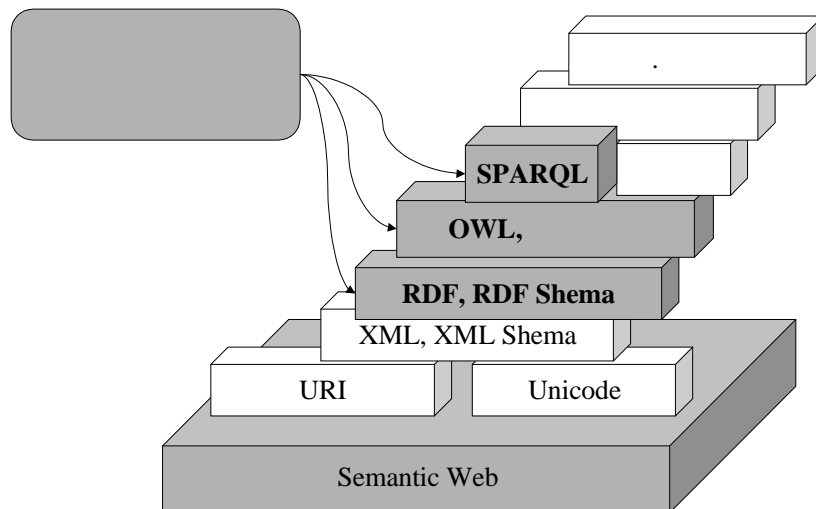 .
SPARQL
OWL,
RDF, RDF Shema
XML, XML Shema
URI
Unicode
Semantic Web